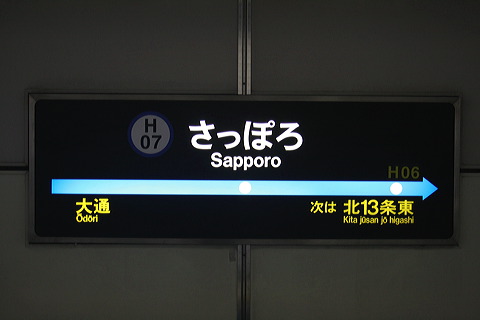 H
07
さっぽろ
Sapporo
H06
大通
Ōdōri
次は 北13条東
Kita jūsan jō higashi